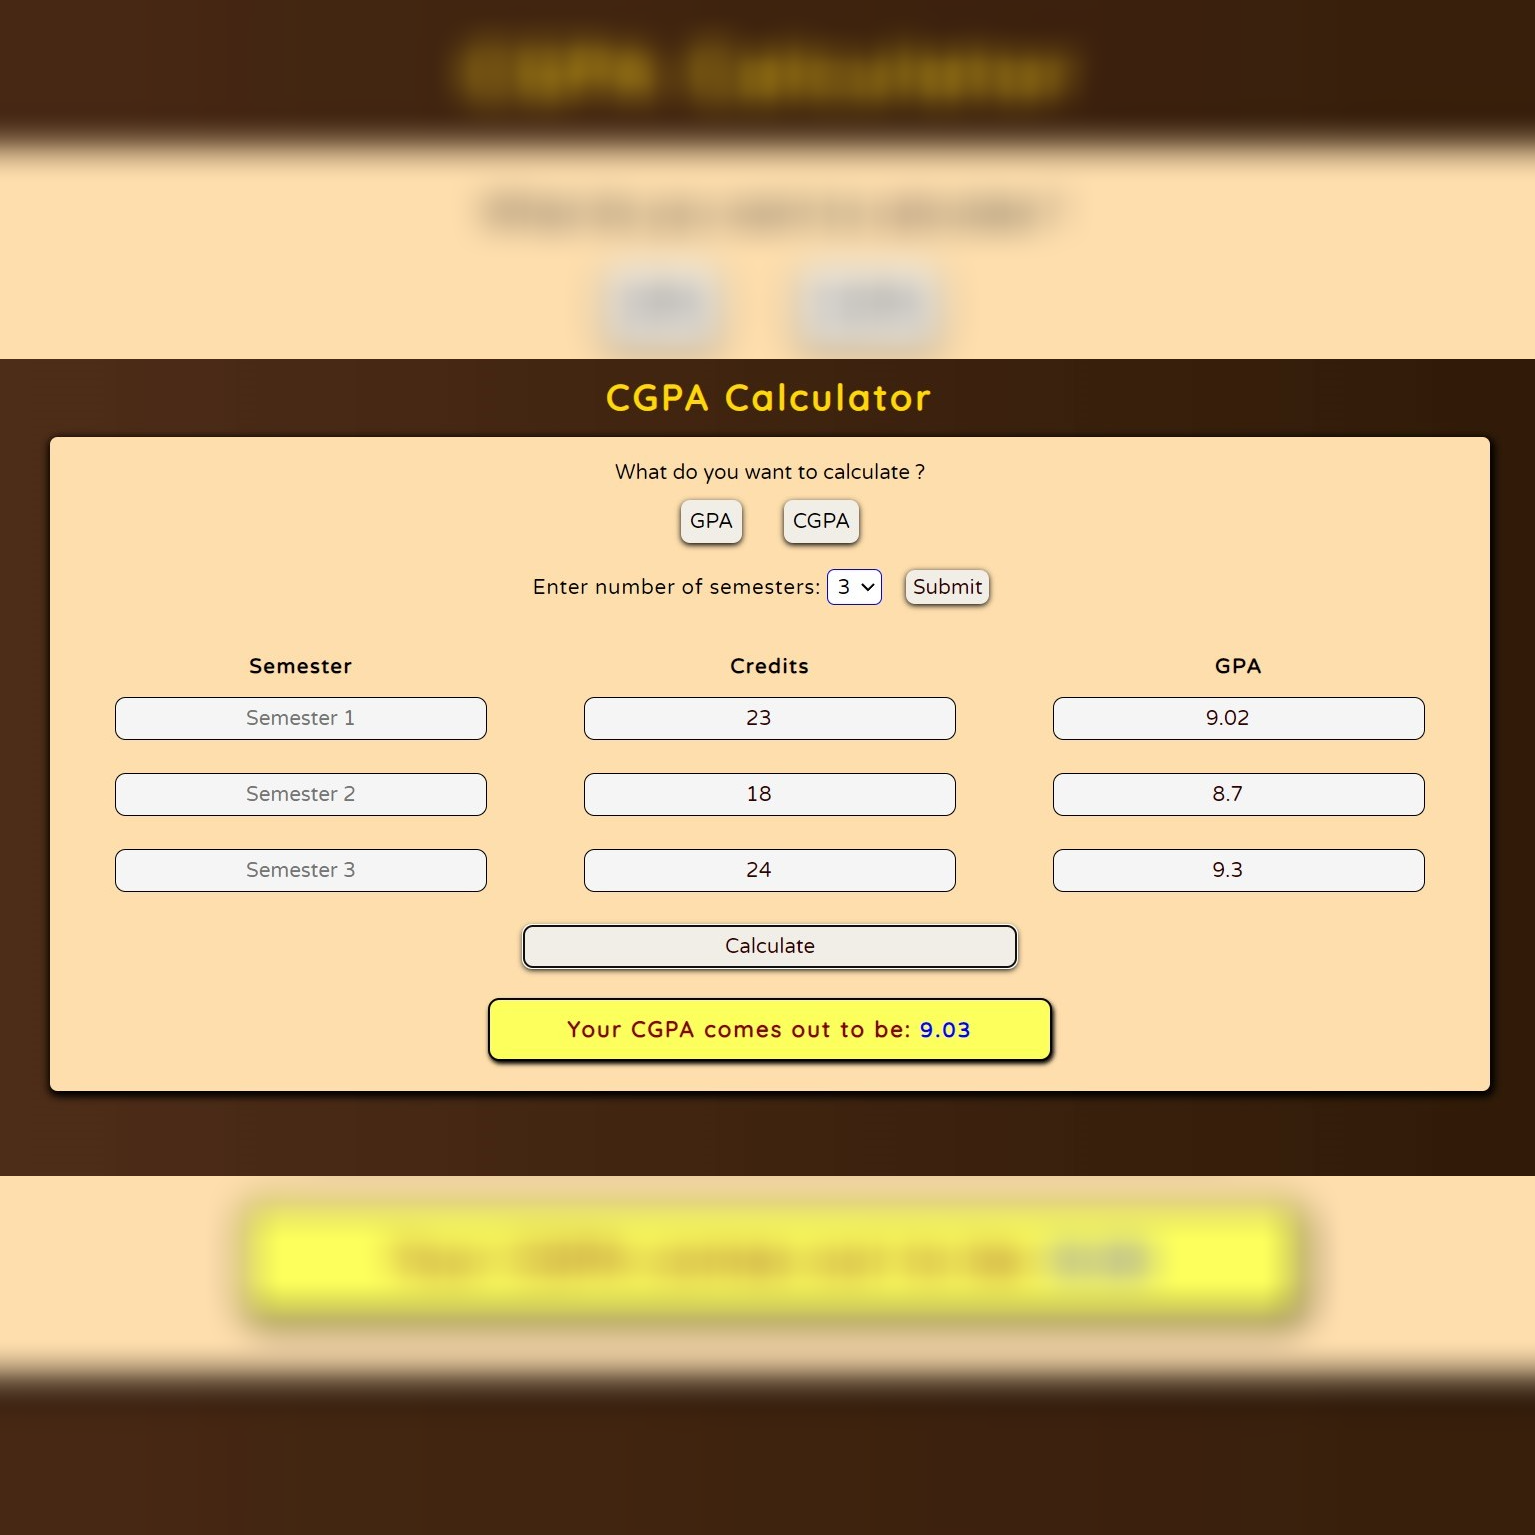 CGPA Calculator
What do you want to calculate ?
GPA CGPA
Enter number of semesters: 3 Submit
Semester Credits GPA
Semester 1 23 9.02
Semester 2 18 8.7
Semester 3 24 9.3
Calculate
Your CGPA comes out to be: 9.03